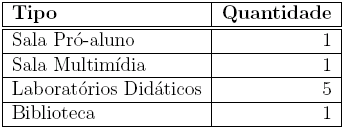 Tipo Quantidade
Sala Pró-aluno 1
Sala Multimídia 1
Laboratórios Didáticos 5
Biblioteca 1